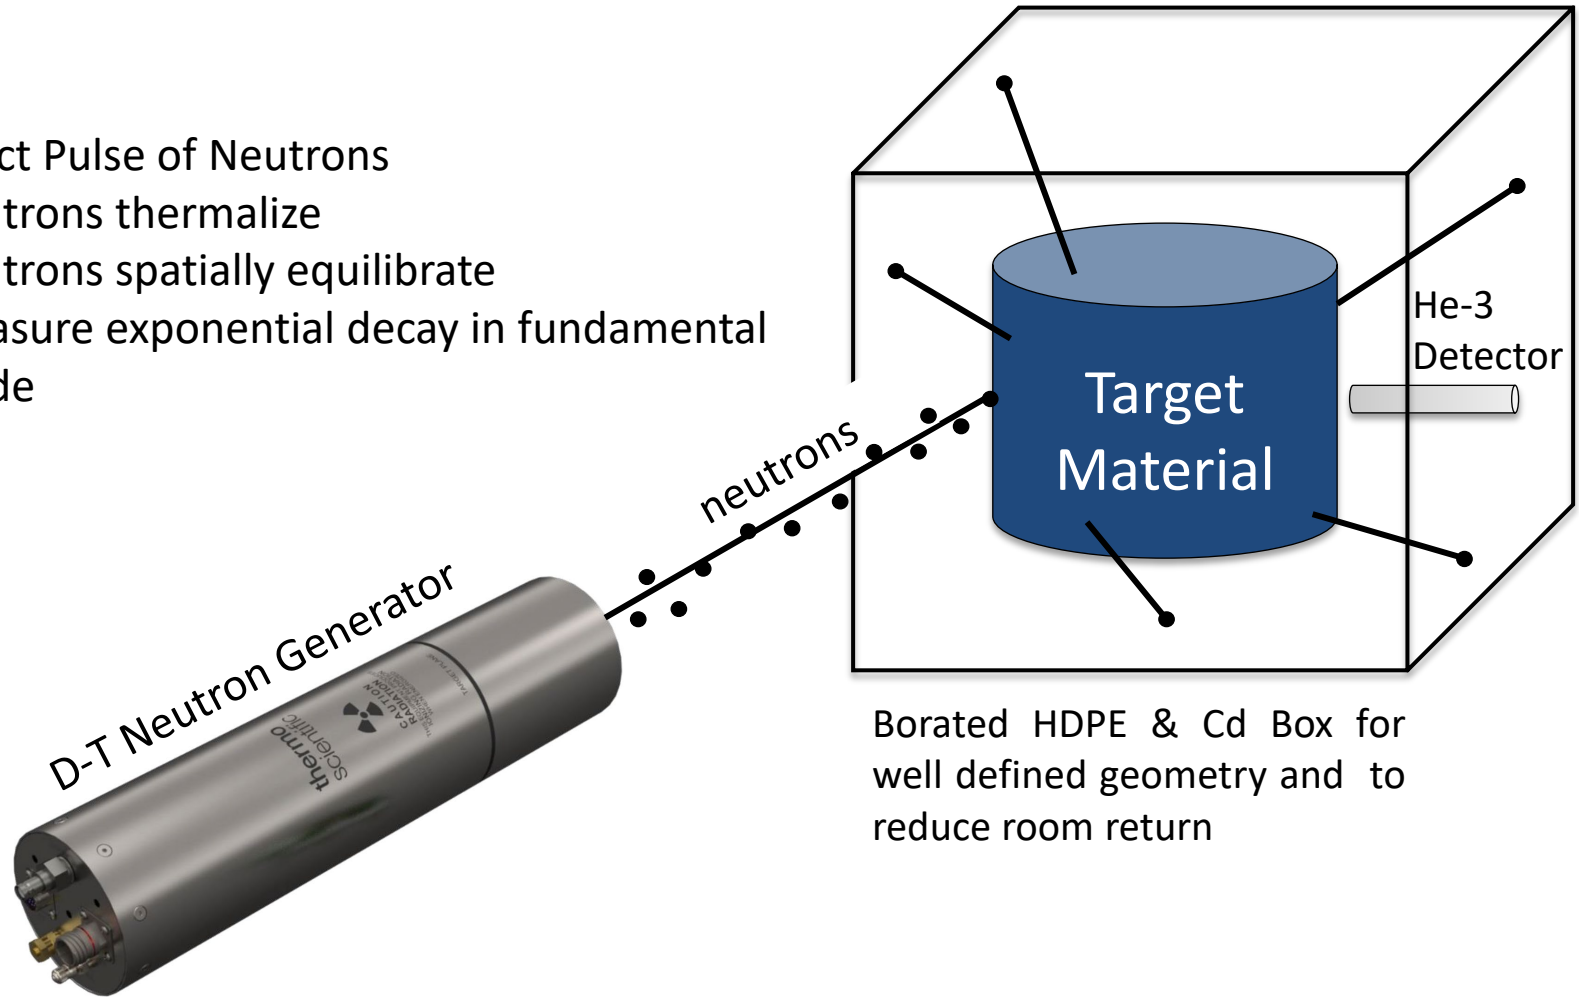 ct Pulse of Neutrons
trons thermalize
trons spatially equilibrate
asure exponential decay in fundamental
de
He-3
Detector
Target
Material
neutrons
D-T Neutron Generator
thermo
scientific
CAUTION
RADIATION
TARGET PLANE
Borated HDPE & Cd Box for
well defined geometry and to
reduce room return